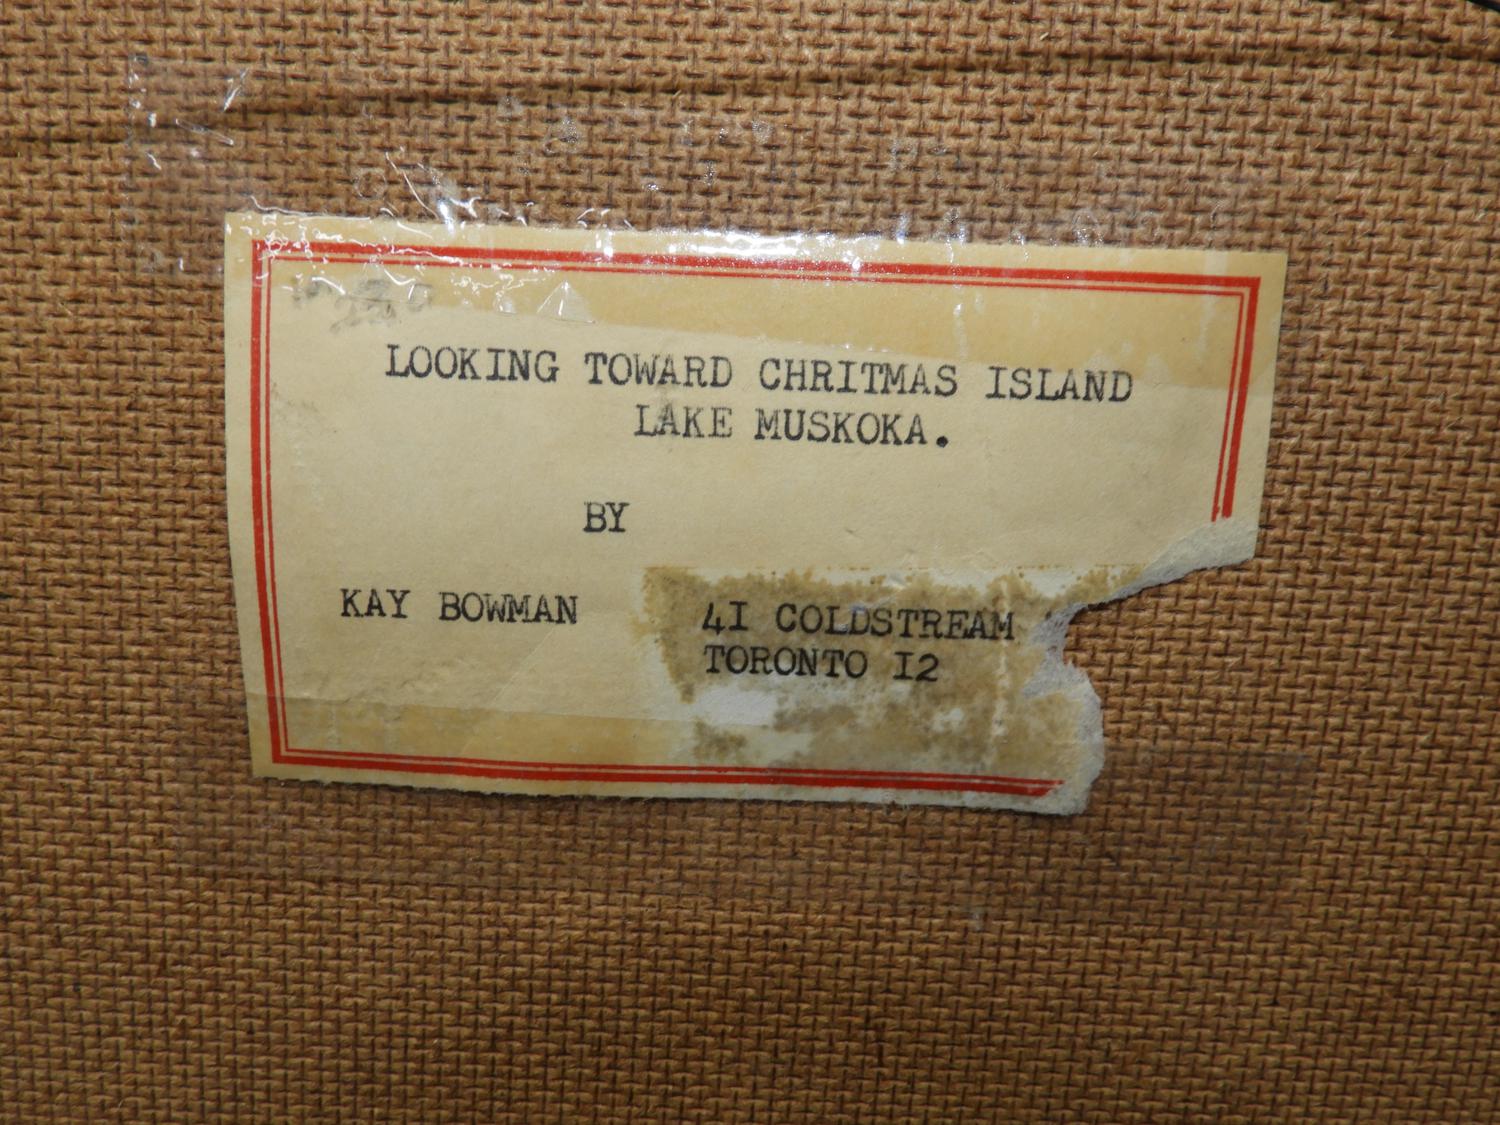 LOOKING TOWARD CHRITMAS ISLAND
LAKE MUSKOKA.
BY
KAY BOWMAN
4I COLDSTREAM
TORONTO I2